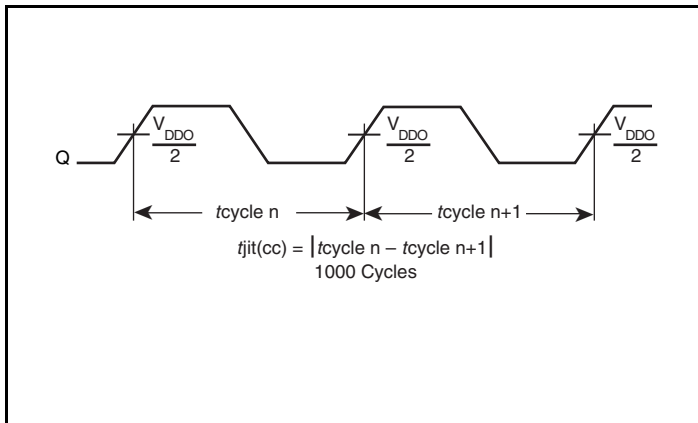 Q
V_DDO
2
V_DDO
2
V_DDO
2
tcycle n
tcycle n+1
tjit(cc) = |tcycle n – tcycle n+1|
1000 Cycles